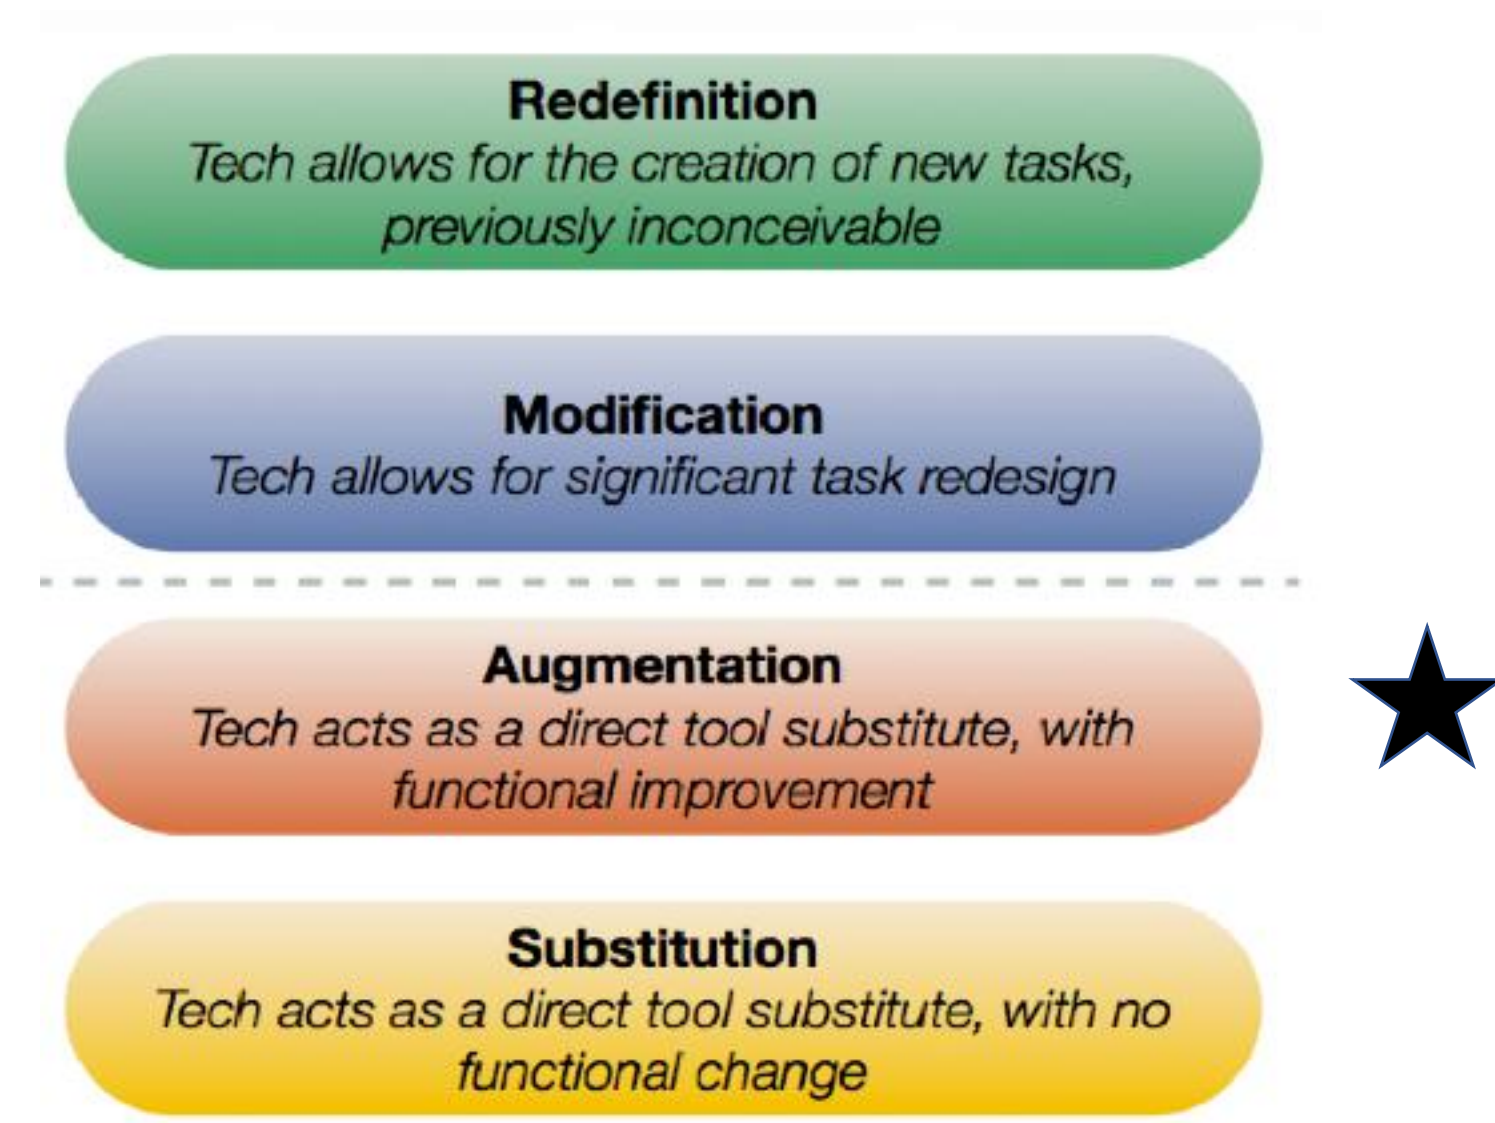 Redefinition
Tech allows for the creation of new tasks,
previously inconceivable
Modification
Tech allows for significant task redesign
Augmentation
Tech acts as a direct tool substitute, with
functional improvement
Substitution
Tech acts as a direct tool substitute, with no
functional change